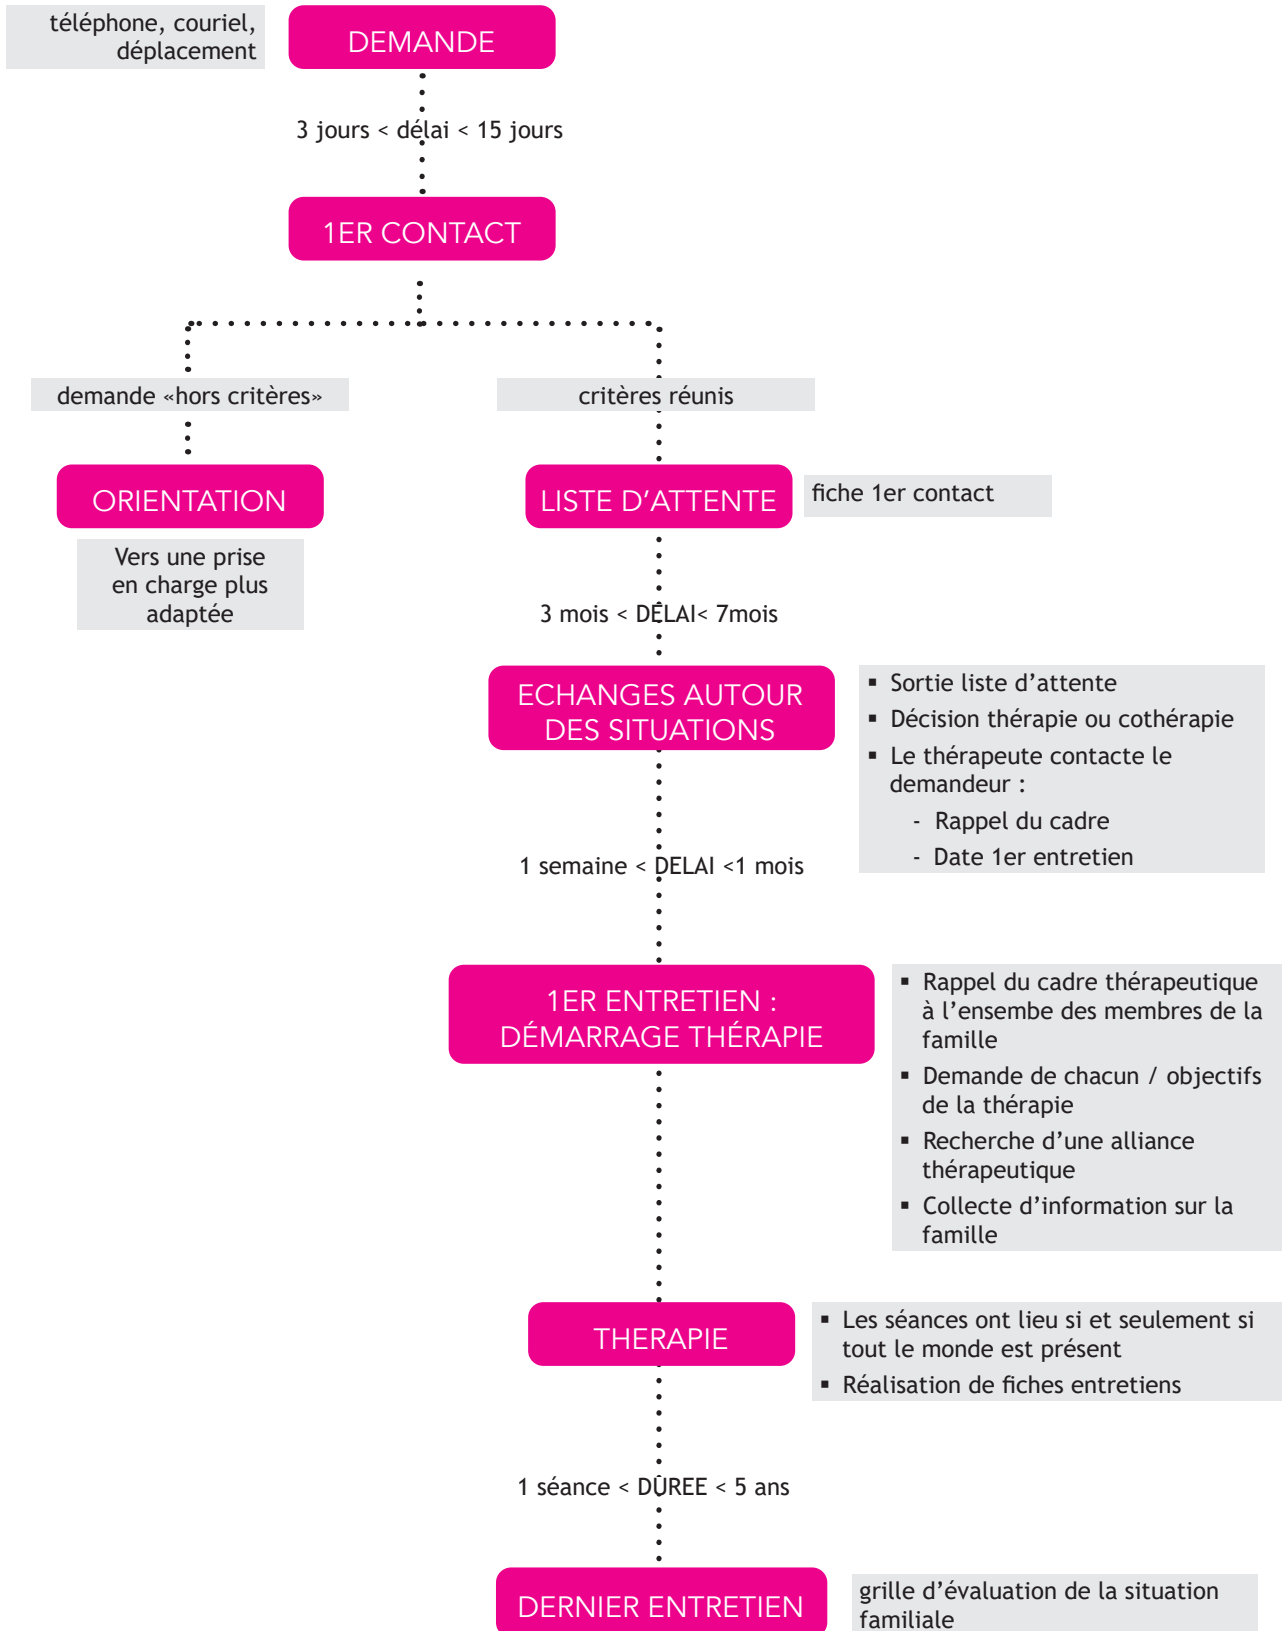 téléphone, couriel,
déplacement
DEMANDE
3 jours < délai < 15 jours
1ER CONTACT
demande «hors critères»
critères réunis
ORIENTATION
LISTE D’ATTENTE
fiche 1er contact
Vers une prise
en charge plus
adaptée
3 mois < DELAI< 7mois
ECHANGES AUTOUR
DES SITUATIONS
▪ Sortie liste d’attente
▪ Décision thérapie ou cothérapie
▪ Le thérapeute contacte le
demandeur :
- Rappel du cadre
- Date 1er entretien
1 semaine < DELAI <1 mois
1ER ENTRETIEN :
DÉMARRAGE THÉRAPIE
▪ Rappel du cadre thérapeutique
à l’ensembe des membres de la
famille
▪ Demande de chacun / objectifs
de la thérapie
▪ Recherche d’une alliance
thérapeutique
▪ Collecte d’information sur la
famille
THERAPIE
▪ Les séances ont lieu si et seulement si
tout le monde est présent
▪ Réalisation de fiches entretiens
1 séance < DUREE < 5 ans
DERNIER ENTRETIEN
grille d’évaluation de la situation
familiale